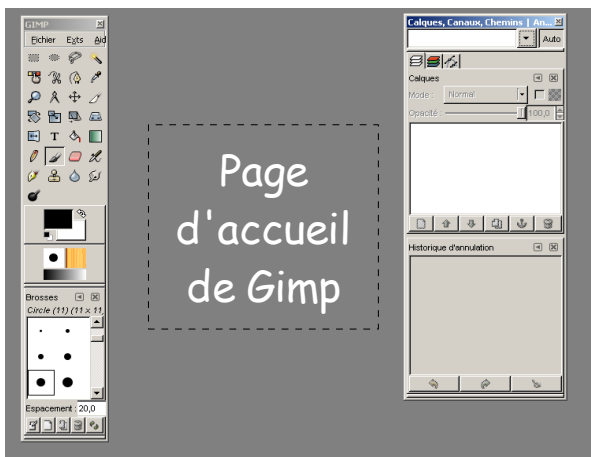 GIMP
Fichier Exts Aid
T
Brosses
Circle (11) (11 × 11
Espacement : 20,0
Page
d'accueil
de Gimp
Calques, Canaux, Chemins | An...
Auto
Calques
Mode : Normal
Opacité : 100,0
Historique d'annulation